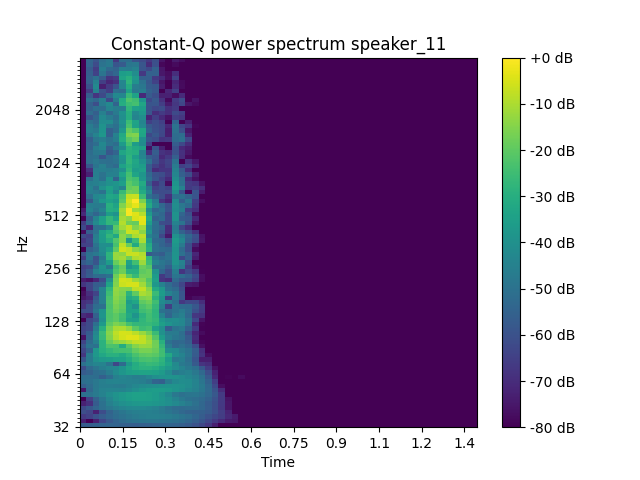 Constant-Q power spectrum speaker_11
Hz
2048
1024
512
256
128
64
32
0 0.15 0.3 0.45 0.6 0.75 0.9 1.1 1.2 1.4
Time
+0 dB
-10 dB
-20 dB
-30 dB
-40 dB
-50 dB
-60 dB
-70 dB
-80 dB